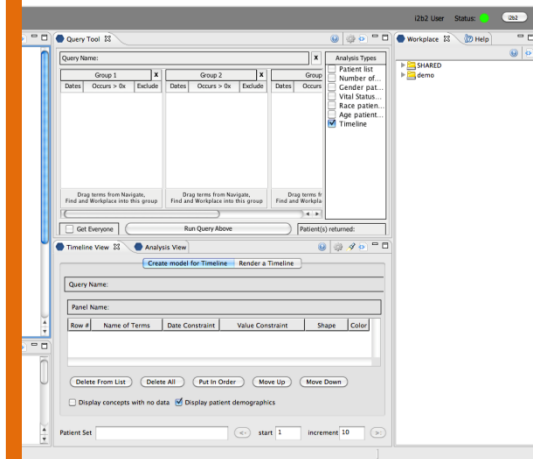 i2b2 User Status: i2b2
Query Tool
Workplace Help
Query Name: X
Analysis Types
Group 1 X Group 2 X Group
Dates Occurs > 0x Exclude Dates Occurs > 0x Exclude Dates Occurs
Patient list
Number of...
Gender pat...
Vital Status...
Race patien...
Age patient...
Timeline
SHARED
demo
Drag terms from Navigate, Drag terms from Navigate, Drag terms fr
Find and Workplace into this group Find and Workplace into this group Find and Workpla
Get Everyone Run Query Above Patient(s) returned:
Timeline View Analysis View
Create model for Timeline Render a Timeline
Query Name:
Panel Name:
Row # Name of Terms Date Constraint Value Constraint Shape Color
Delete From List Delete All Put In Order Move Up Move Down
Display concepts with no data Display patient demographics
Patient Set <- start 1 increment 10 ->